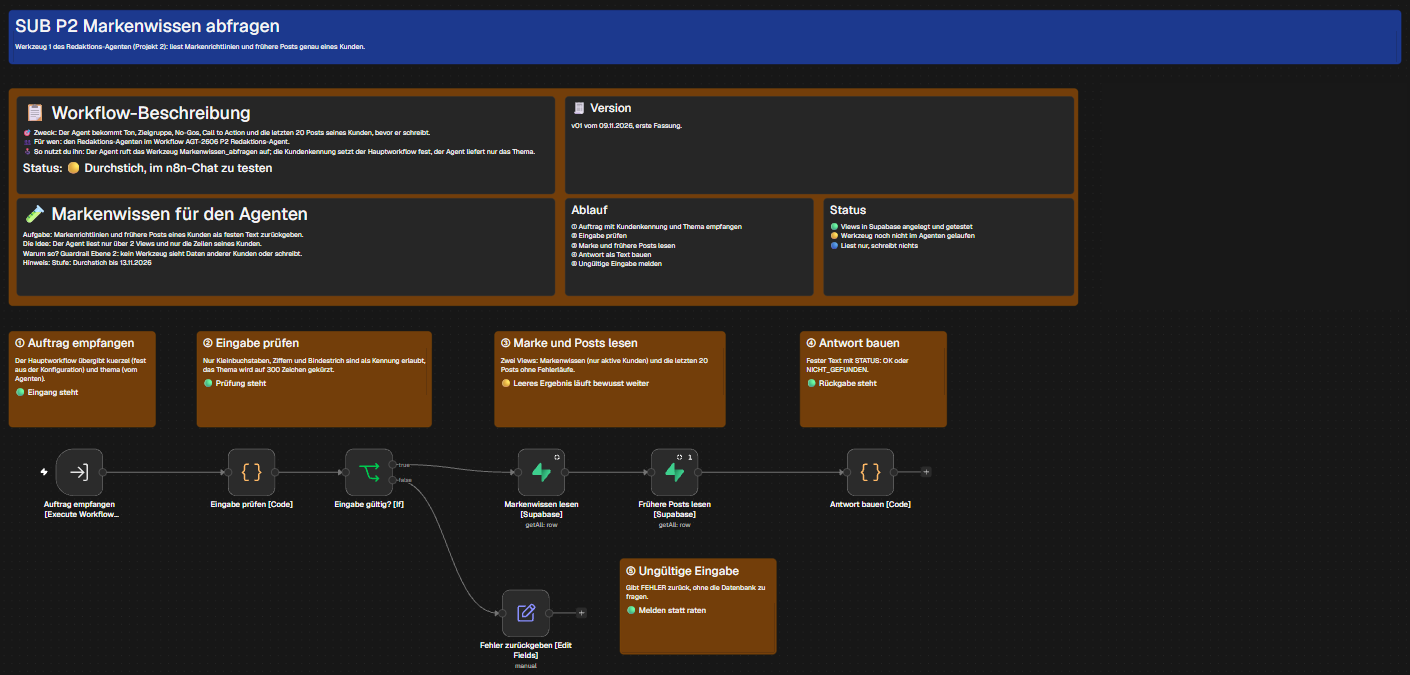 SUB P2 Markenwissen abfragen
Werkzeug 1 des Redaktions-Agenten (Projekt 2): liest Markenrichtlinien und frühere Posts genau eines Kunden.
Workflow-Beschreibung
Zweck: Der Agent bekommt Ton, Zielgruppe, No-Gos, Call to Action und die letzten 20 Posts seines Kunden, bevor er schreibt.
Für wen: den Redaktions-Agenten im Workflow AGT-2606 P2 Redaktions-Agent.
So nutzt du ihn: Der Agent ruft das Werkzeug Markenwissen_abfragen auf; die Kundenkennung setzt der Hauptworkflow fest, der Agent liefert nur das Thema.
Status: Durchstich, im n8n-Chat zu testen
Version
v01 vom 09.11.2026, erste Fassung.
Markenwissen für den Agenten
Aufgabe: Markenrichtlinien und frühere Posts eines Kunden als festen Text zurückgeben.
Die Idee: Der Agent liest nur über 2 Views und nur die Zeilen seines Kunden.
Warum so? Guardrail Ebene 2: kein Werkzeug sieht Daten anderer Kunden oder schreibt.
Hinweis: Stufe: Durchstich bis 13.11.2026
Ablauf
① Auftrag mit Kundenkennung und Thema empfangen
② Eingabe prüfen
③ Marke und frühere Posts lesen
④ Antwort als Text bauen
⑤ Ungültige Eingabe melden
Status
Views in Supabase angelegt und getestet
Werkzeug noch nicht im Agenten gelaufen
Liest nur, schreibt nichts
① Auftrag empfangen
Der Hauptworkflow übergibt kuerzel (fest
aus der Konfiguration) und thema (vom
Agenten).
Eingang steht
② Eingabe prüfen
Nur Kleinbuchstaben, Ziffern und Bindestrich sind als Kennung erlaubt,
das Thema wird auf 300 Zeichen gekürzt.
Prüfung steht
③ Marke und Posts lesen
Zwei Views: Markenwissen (nur aktive Kunden) und die letzten 20
Posts ohne Fehlerläufe.
Leeres Ergebnis läuft bewusst weiter
④ Antwort bauen
Fester Text mit STATUS: OK oder
NICHT_GEFUNDEN.
Rückgabe steht
true
false
1
Auftrag empfangen
[Execute Workflow...
Eingabe prüfen [Code]
Eingabe gültig? [If]
Markenwissen lesen
[Supabase]
getAll: row
Frühere Posts lesen
[Supabase]
getAll: row
Antwort bauen [Code]
⑤ Ungültige Eingabe
Gibt FEHLER zurück, ohne die Datenbank zu
fragen.
Melden statt raten
Fehler zurückgeben [Edit
Fields]
manual